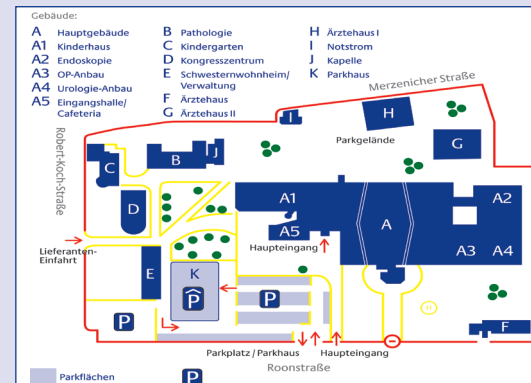 Gebäude:
A Hauptgebäude
A1 Kinderhaus
A2 Endoskopie
A3 OP-Anbau
A4 Urologie-Anbau
A5 Eingangshalle/
Cafeteria
B Pathologie
C Kindergarten
D Kongresszentrum
E Schwesternwohnheim/
Verwaltung
F Ärztehaus
G Ärztehaus II
H Ärztehaus I
I Notstrom
J Kapelle
K Parkhaus
Merzenicher Straße
Robert-Koch-Straße
I
H
Parkgelände
G
J
B
C
D
A1
A2
A5
A
Haupteingang
A3
A4
Lieferanten-
Einfahrt
E
K
P
P
P
F
Parkplatz / Parkhaus
Haupteingang
Roonstraße
Parkflächen
P